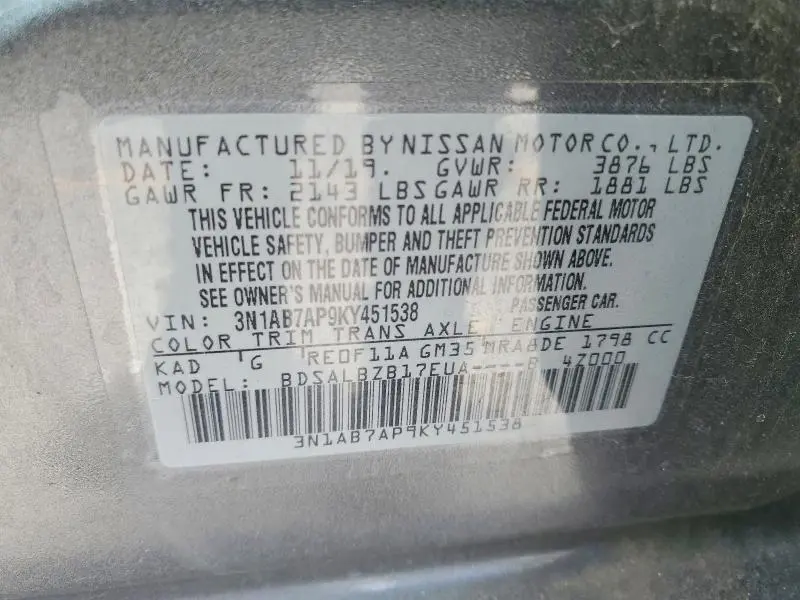 MANUFACTURED BY NISSAN MOTOR CO., LTD.
DATE: 11/19. GVWR: 3876 LBS
GAWR FR: 2143 LBS GAWR RR: 1881 LBS
THIS VEHICLE CONFORMS TO ALL APPLICABLE FEDERAL MOTOR
VEHICLE SAFETY, BUMPER AND THEFT PREVENTION STANDARDS
IN EFFECT ON THE DATE OF MANUFACTURE SHOWN ABOVE.
SEE OWNER'S MANUAL FOR ADDITIONAL INFORMATION.
VIN: 3N1AB7AP9KY451538 PASSENGER CAR.
COLOR TRIM TRANS AXLE ENGINE
KAD G RE0F11A GM35 MRA8DE 1798 CC
MODEL: BDSALBZB17EUA----B 4Z000
3N1AB7AP9KY451538